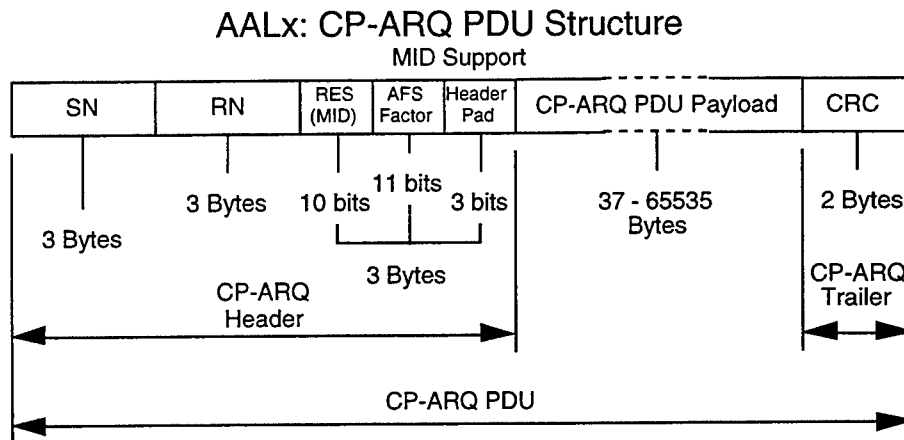 AALx: CP-ARQ PDU Structure
MID Support
SN RN RES (MID) AFS Factor Header Pad CP-ARQ PDU Payload CRC
3 Bytes
3 Bytes
10 bits
11 bits
3 bits
3 Bytes
37 - 65535
Bytes
2 Bytes
CP-ARQ
Header
CP-ARQ
Trailer
CP-ARQ PDU